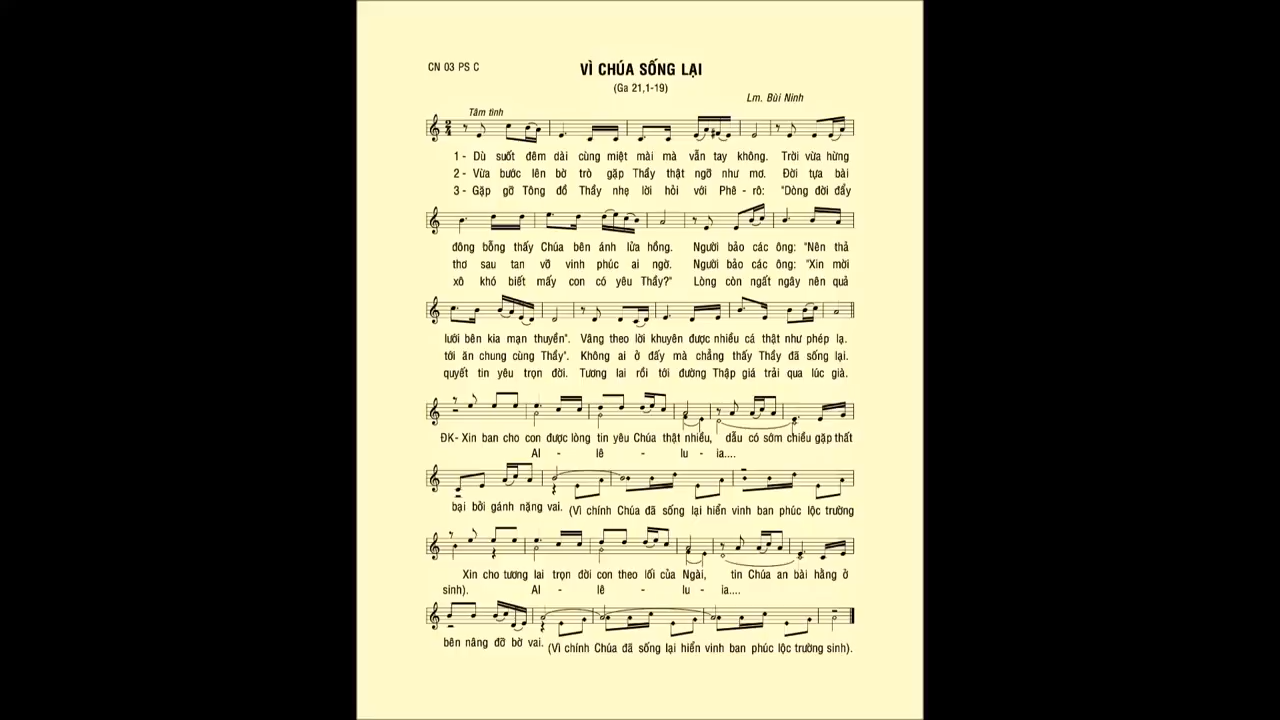 CN 03 PS C
VÌ CHÚA SỐNG LẠI
(Ga 21,1-19)
Lm. Bùi Ninh
Tâm tình
1- Dù suốt đêm dài cùng miệt mài mà vẫn tay không. Trời vừa hừng
2- Vừa bước lên bờ trò gặp Thầy thật ngỡ như mơ. Đời tựa bài
3- Gặp gỡ Tông đồ Thầy nhẹ lời hỏi với Phê - rô: "Dòng đời đẩy
đông bỗng thấy Chúa bên ánh lửa hồng. Người bảo các ông: "Nên thả
thơ sau tan vỡ vinh phúc ai ngờ. Người bảo các ông: "Xin mời
xô khó biết mấy con có yêu Thầy?" Lòng còn ngất ngây nên quả
lưới bên kia mạn thuyền". Vâng theo lời khuyên được nhiều cá thật như phép lạ.
tới ăn chung cùng Thầy". Không ai ở đấy mà chẳng thấy Thầy đã sống lại.
quyết tin yêu trọn đời. Tương lai rồi tới đường Thập giá trải qua lúc già.
ĐK- Xin ban cho con được lòng tin yêu Chúa thật nhiều, dẫu có sớm chiều gặp thất
Al - lê - lu - ia....
bại bởi gánh nặng vai. (Vì chính Chúa đã sống lại hiển vinh ban phúc lộc trường
Xin cho tương lai trọn đời con theo lối của Ngài, tin Chúa an bài hằng ở
sinh). Al - lê - lu - ia....
bên nâng đỡ bờ vai. (Vì chính Chúa đã sống lại hiển vinh ban phúc lộc trường sinh).